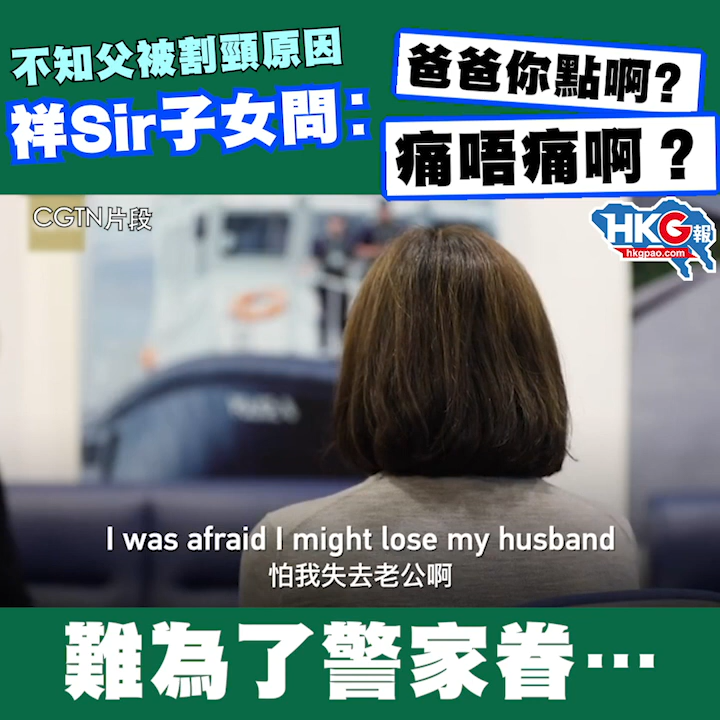 不知父被割頸原因
祥Sir子女問：
爸爸你點啊？
痛唔痛啊？
CGTN片段
HKG報
hkgpao.com
I was afraid I might lose my husband
怕我失去老公啊
難為了警家眷…